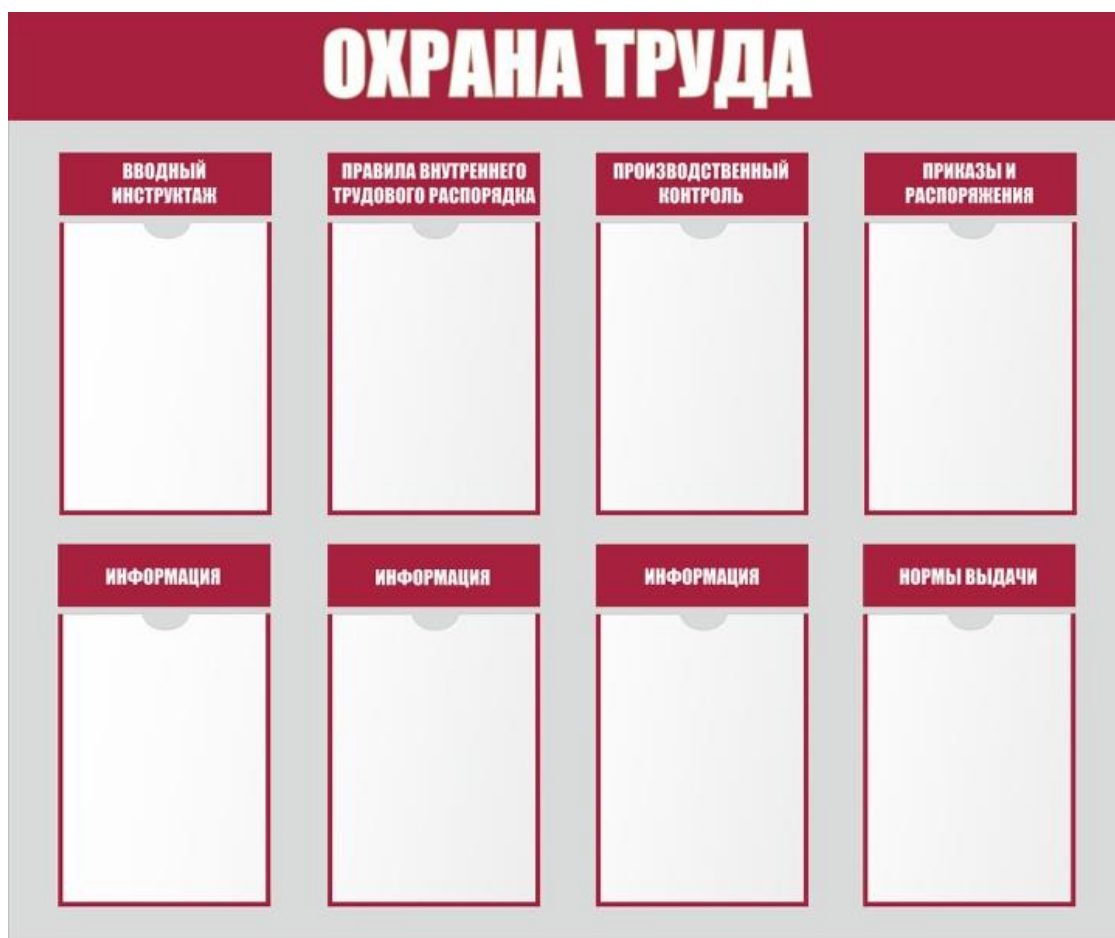 ОХРАНА ТРУДА
ВВОДНЫЙ
ИНСТРУКТАЖ
ПРАВИЛА ВНУТРЕННЕГО
ТРУДОВОГО РАСПОРЯДКА
ПРОИЗВОДСТВЕННЫЙ
КОНТРОЛЬ
ПРИКАЗЫ И
РАСПОРЯЖЕНИЯ
ИНФОРМАЦИЯ
ИНФОРМАЦИЯ
ИНФОРМАЦИЯ
НОРМЫ ВЫДАЧИ